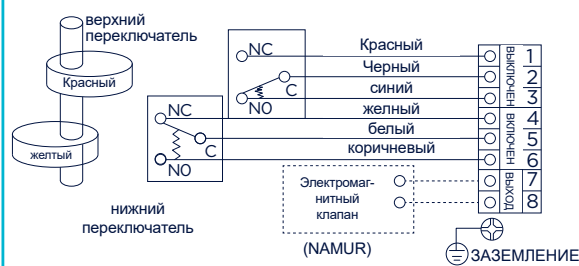 верхний
переключатель
Красный
желтый
NC
C
NO
NC
C
NO
нижний
переключатель
Красный
Черный
синий
желный
белый
коричневый
Электромаг-
нитный
клапан
(NAMUR)
ВЫКЛЮЧЕН
ВКЛЮЧЕН
ВЫХОД
1
2
3
4
5
6
7
8
ЗАЗЕМЛЕНИЕ